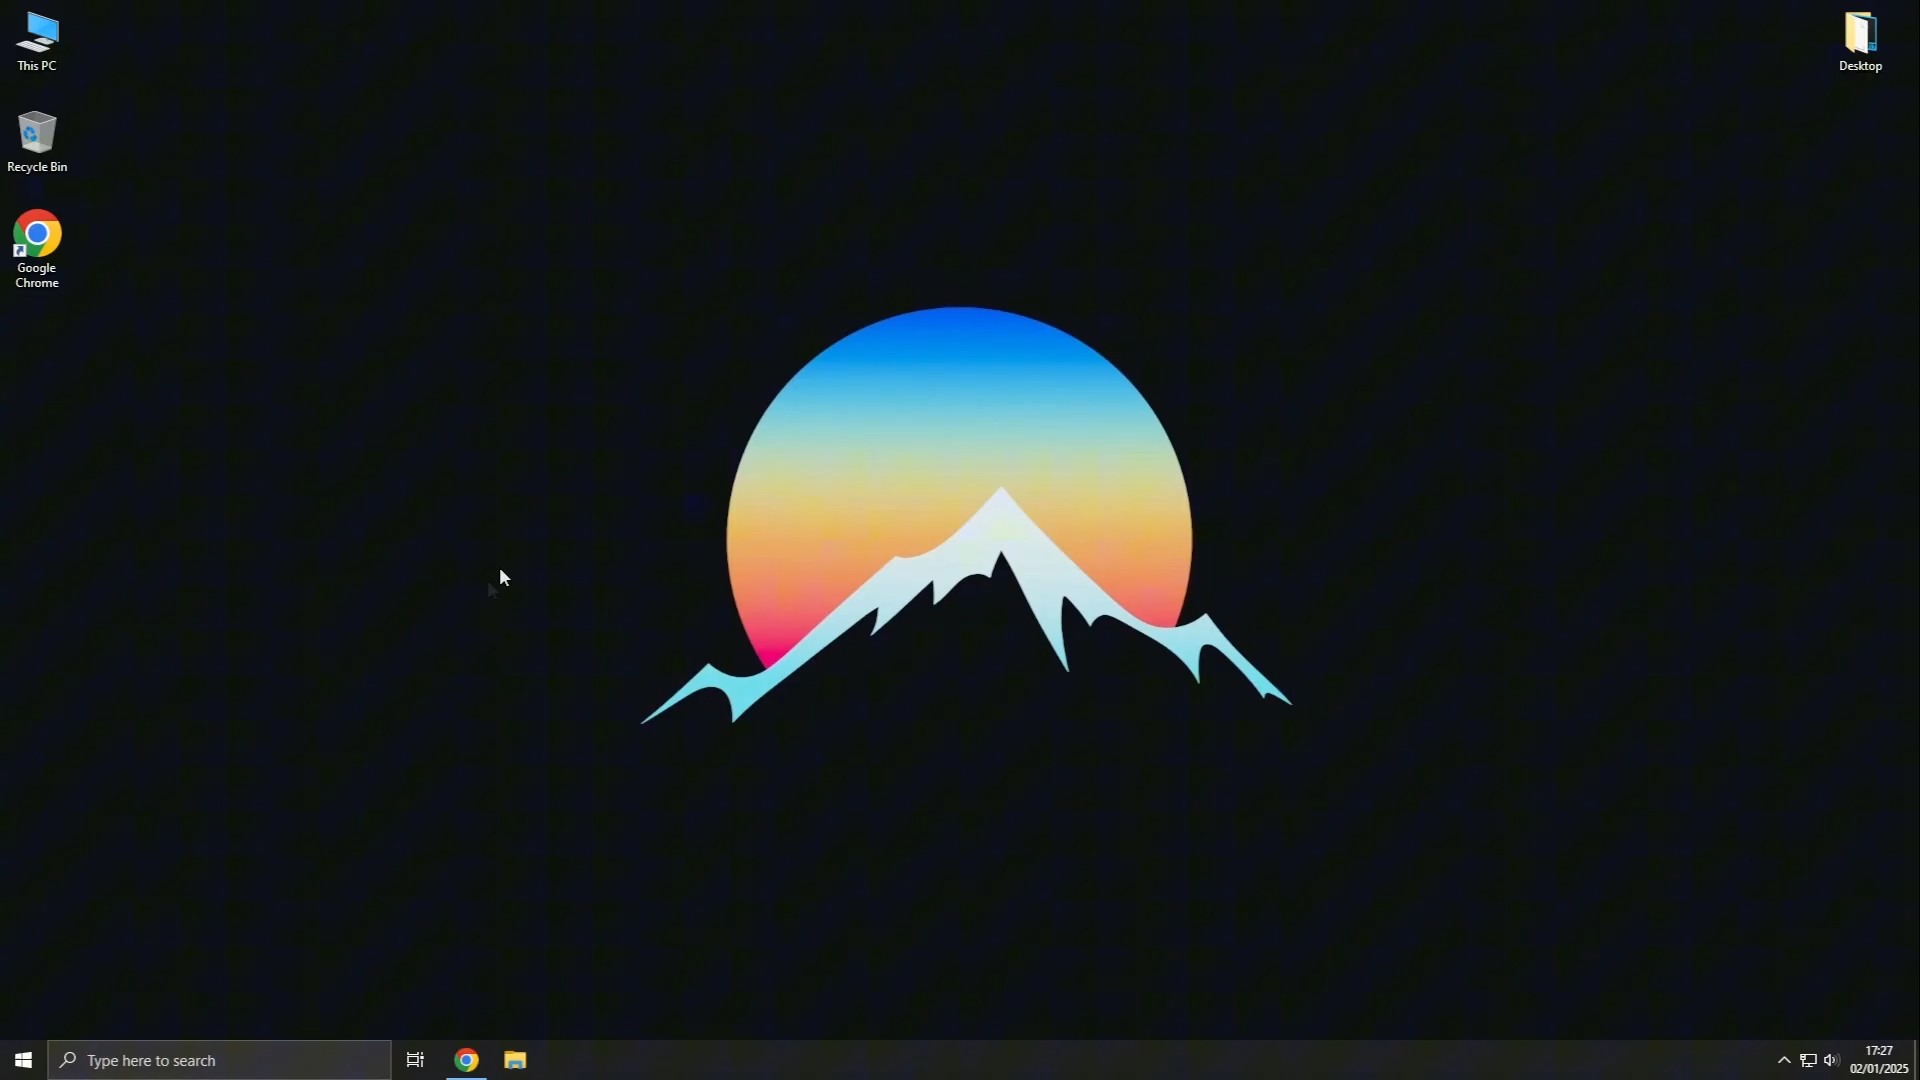 This PC
Desktop
Recycle Bin
Google
Chrome
Type here to search
17:27
02/01/2025